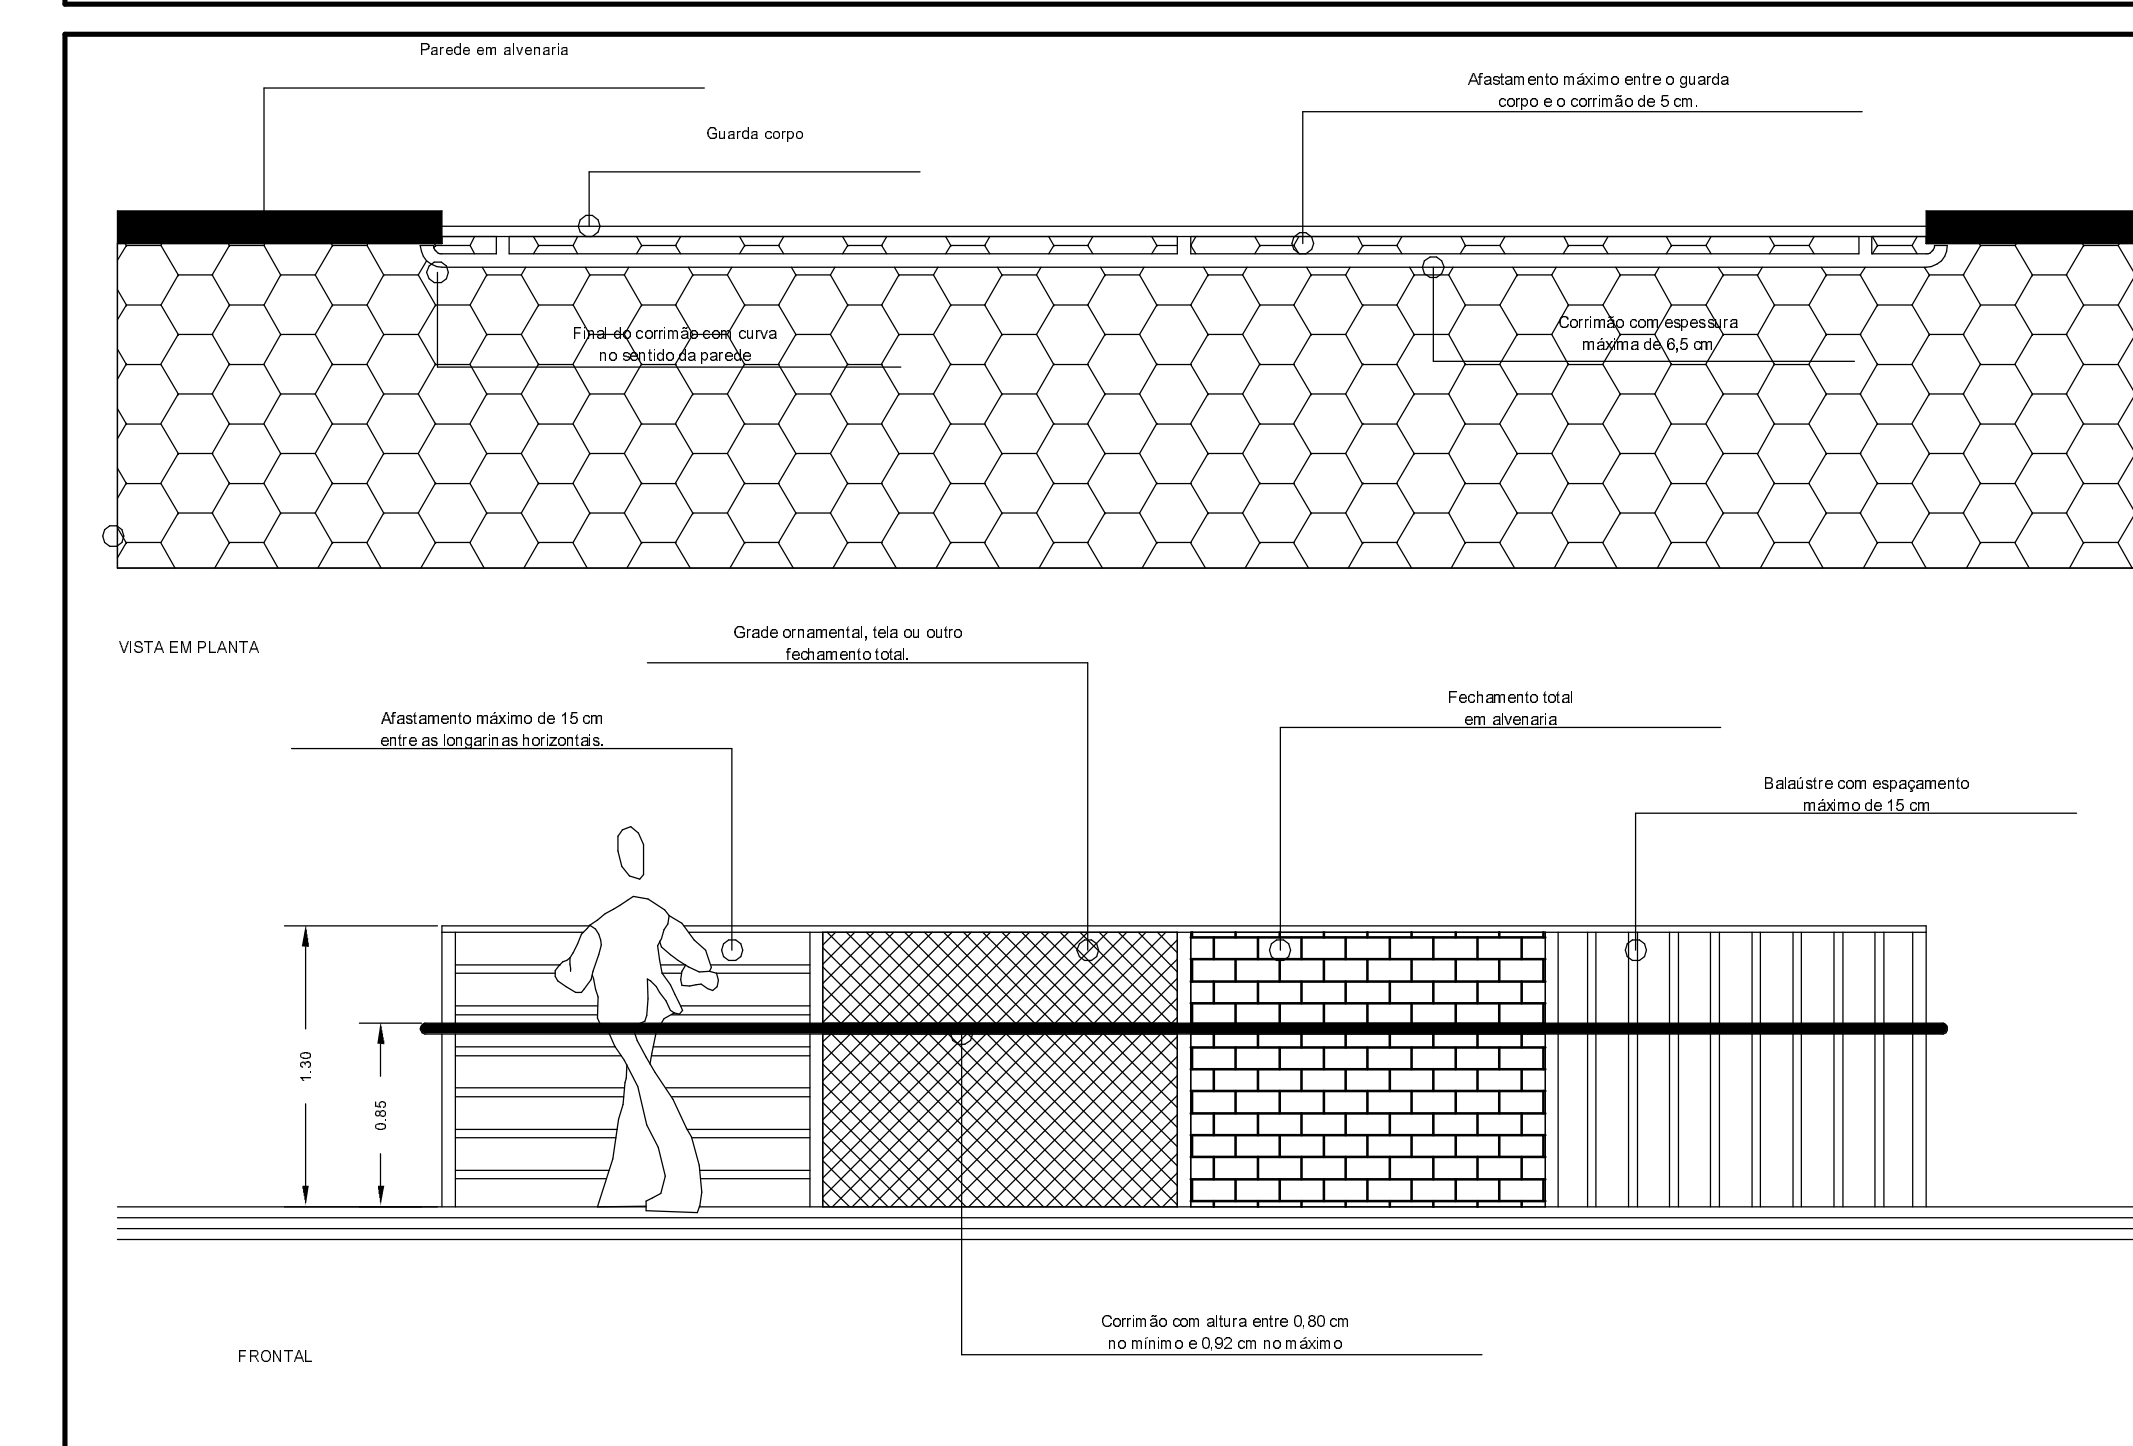 Parede em alvenaria
Afastamento máximo entre o guarda
corpo e o corrimão de 5 cm.
Guarda corpo
Final do corrimão com curva
no sentido da parede
Corrimão com espessura
máxima de 6,5 cm
VISTA EM PLANTA
Grade ornamental, tela ou outro
fechamento total.
Afastamento máximo de 15 cm
entre as longarinas horizontais.
Fechamento total
em alvenaria
Balaústre com espaçamento
máximo de 15 cm
1.30
0.85
Corrimão com altura entre 0,80 cm
no mínimo e 0,92 cm no máximo
FRONTAL